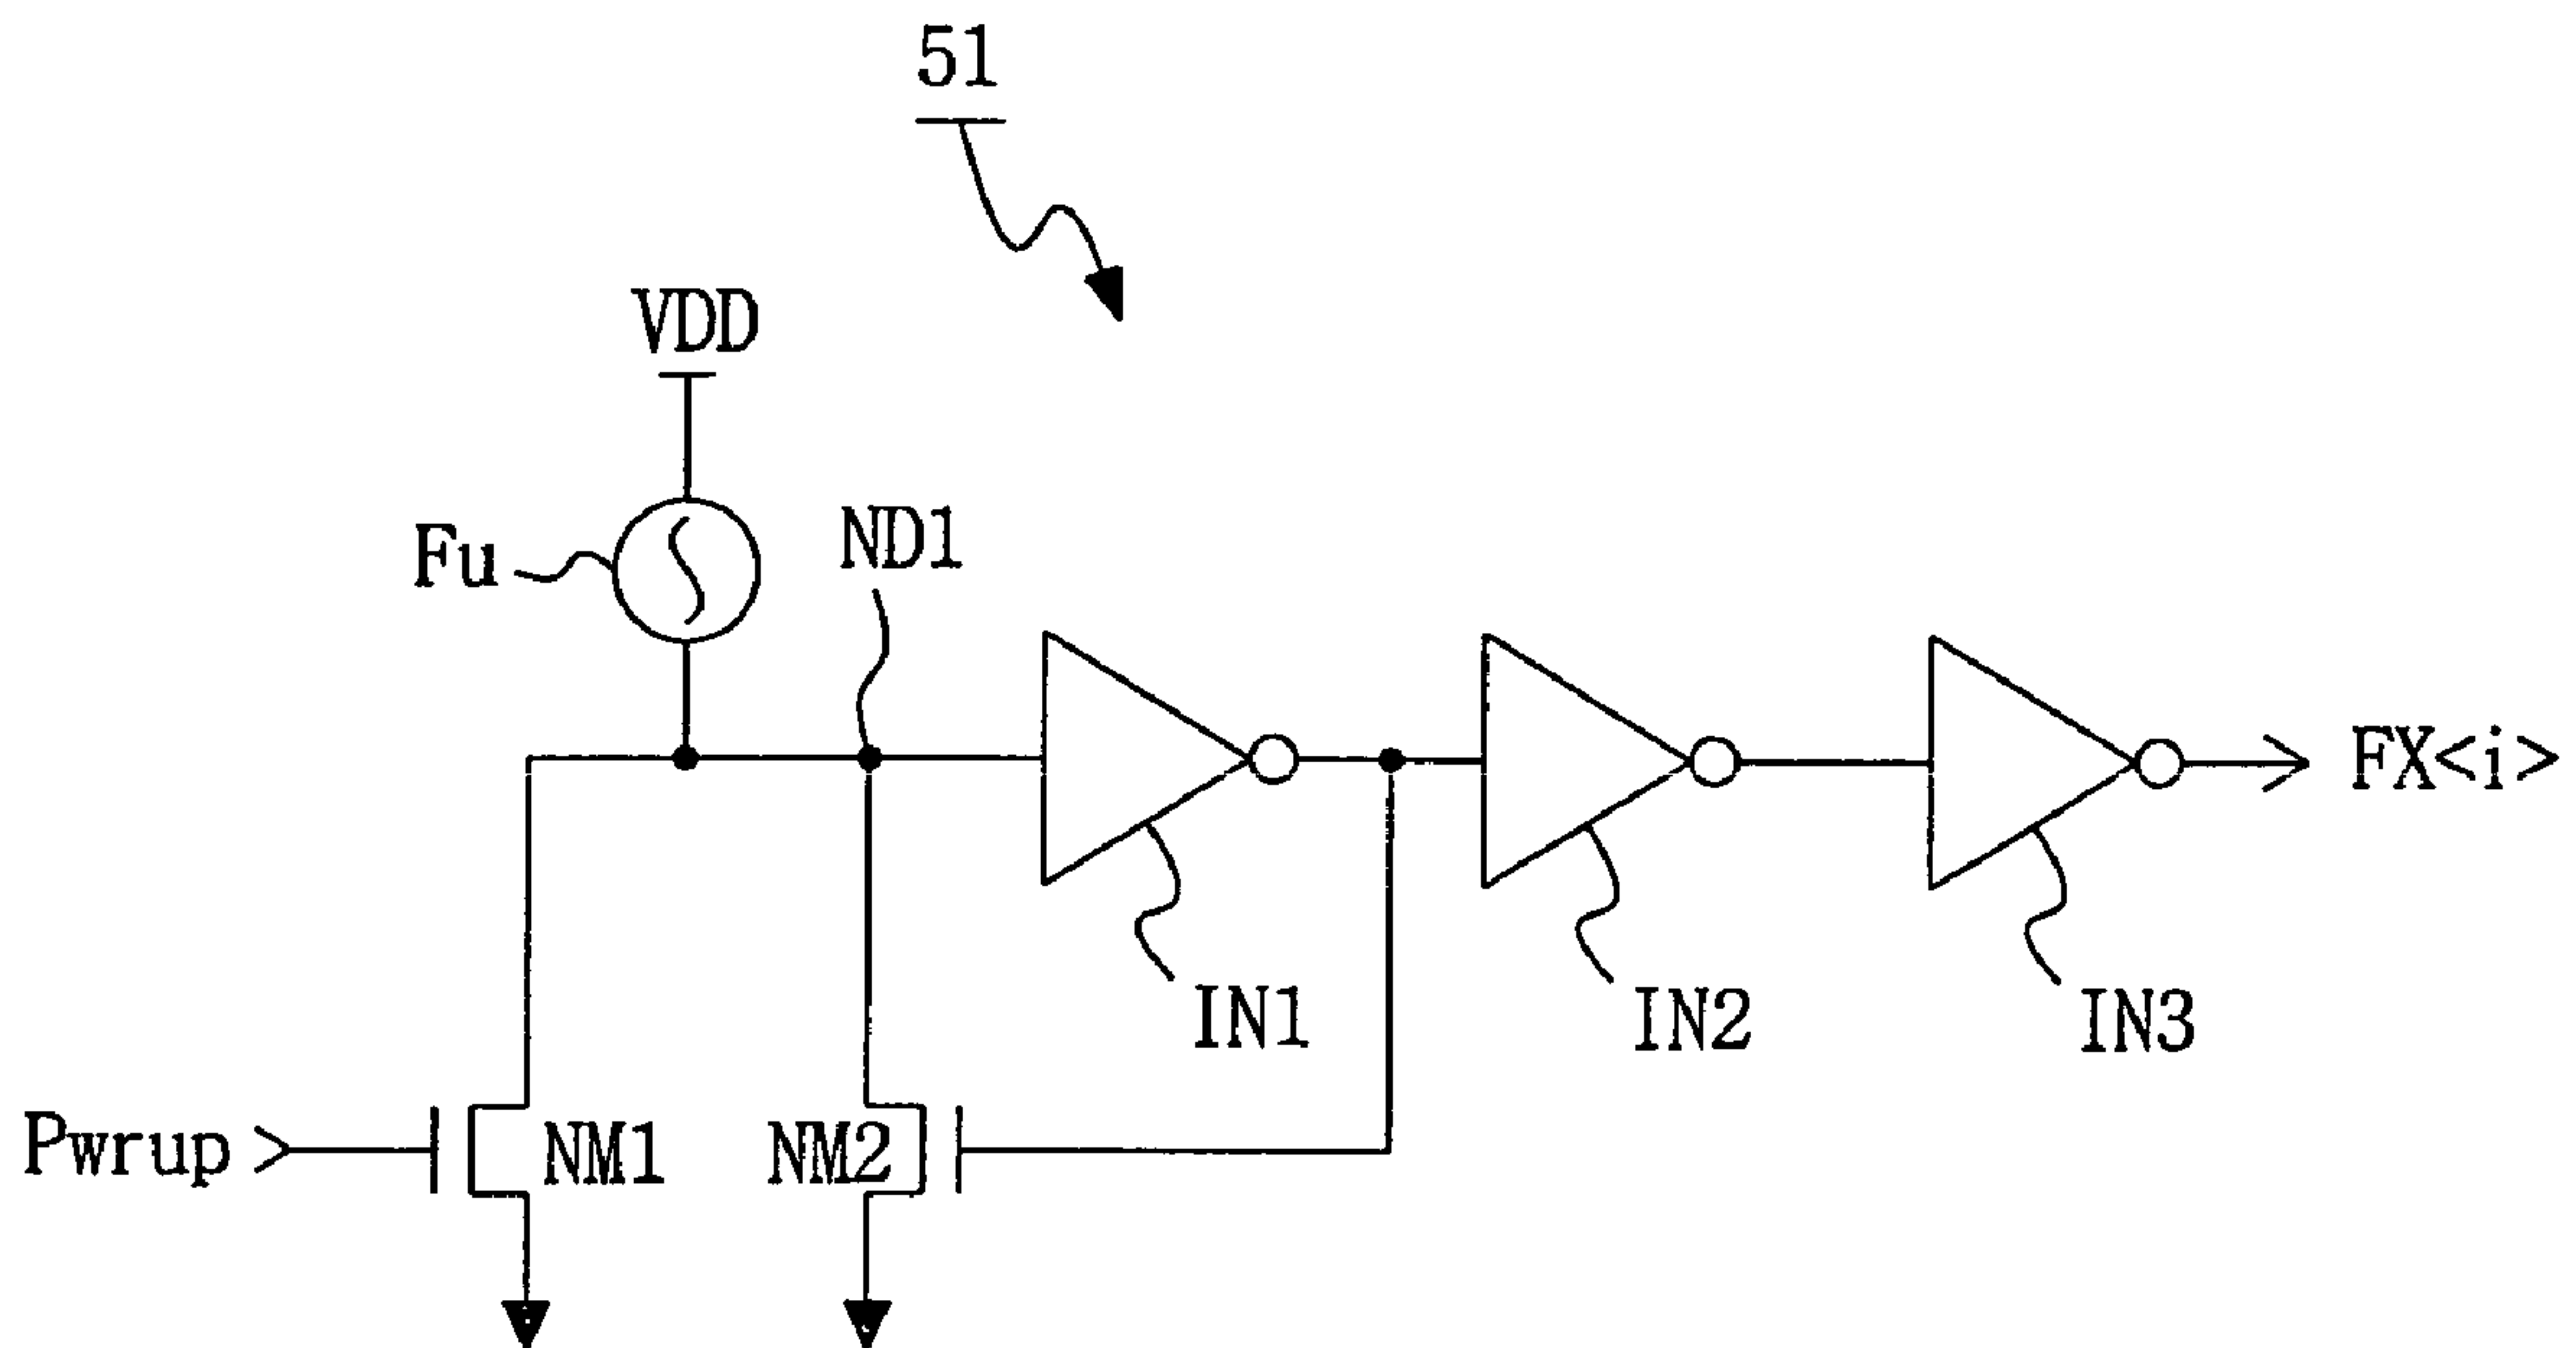 51
VDD
Fu
ND1
FX<i>
IN1
IN2
IN3
Pwrup
NM1
NM2